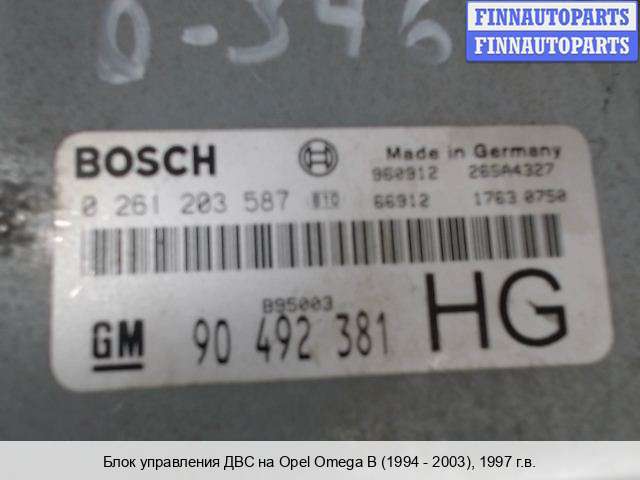 0-346
FINNAUTOPARTS
FINNAUTOPARTS
BOSCH
Made in Germany
960912 26SA4327
0 261 203 587
66912 1763 0750
B95003
GM 90 492 381 HG
Блок управления ДВС на Opel Omega B (1994 - 2003), 1997 г.в.